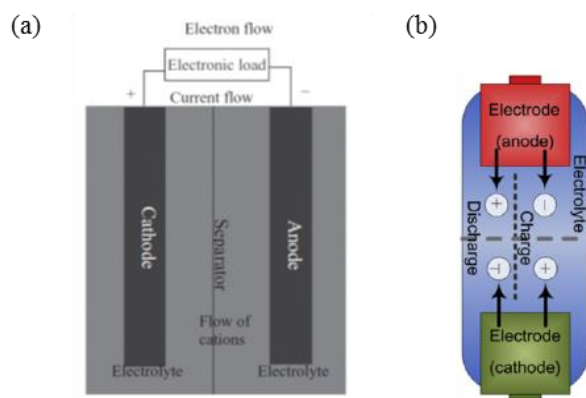 (a)
Electron flow
Electronic load
+
−
Current flow
Cathode
Separator
Anode
Flow of
cations
Electrolyte
Electrolyte
(b)
Electrode
(anode)
Electrolyte
+
−
Discharge
Charge
+
Electrode
(cathode)